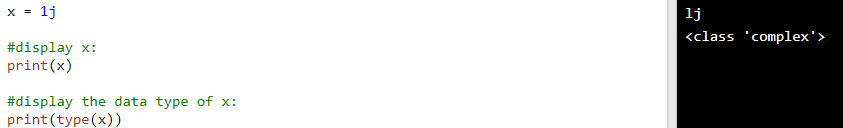 x = 1j
#display x:
print(x)
#display the data type of x:
print(type(x))
1j
<class 'complex'>